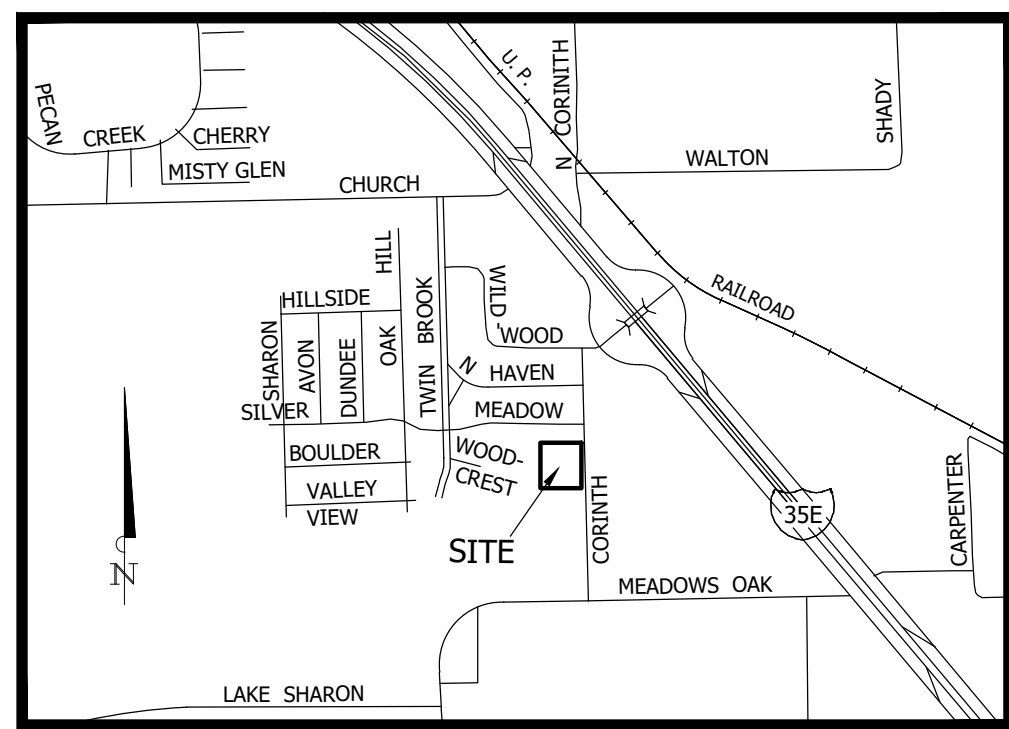 PECAN
CREEK
CHERRY
MISTY GLEN
CHURCH
U. P.
N CORINITH
WALTON
SHADY
RAILROAD
HILL
OAK
TWIN BROOK
WILD
'WOOD
HILLSIDE
SHARON
AVON
DUNDEE
N HAVEN
SILVER
MEADOW
BOULDER
WOOD-
CREST
VALLEY
VIEW
SITE
CORINTH
35E
CARPENTER
N
MEADOWS OAK
LAKE SHARON